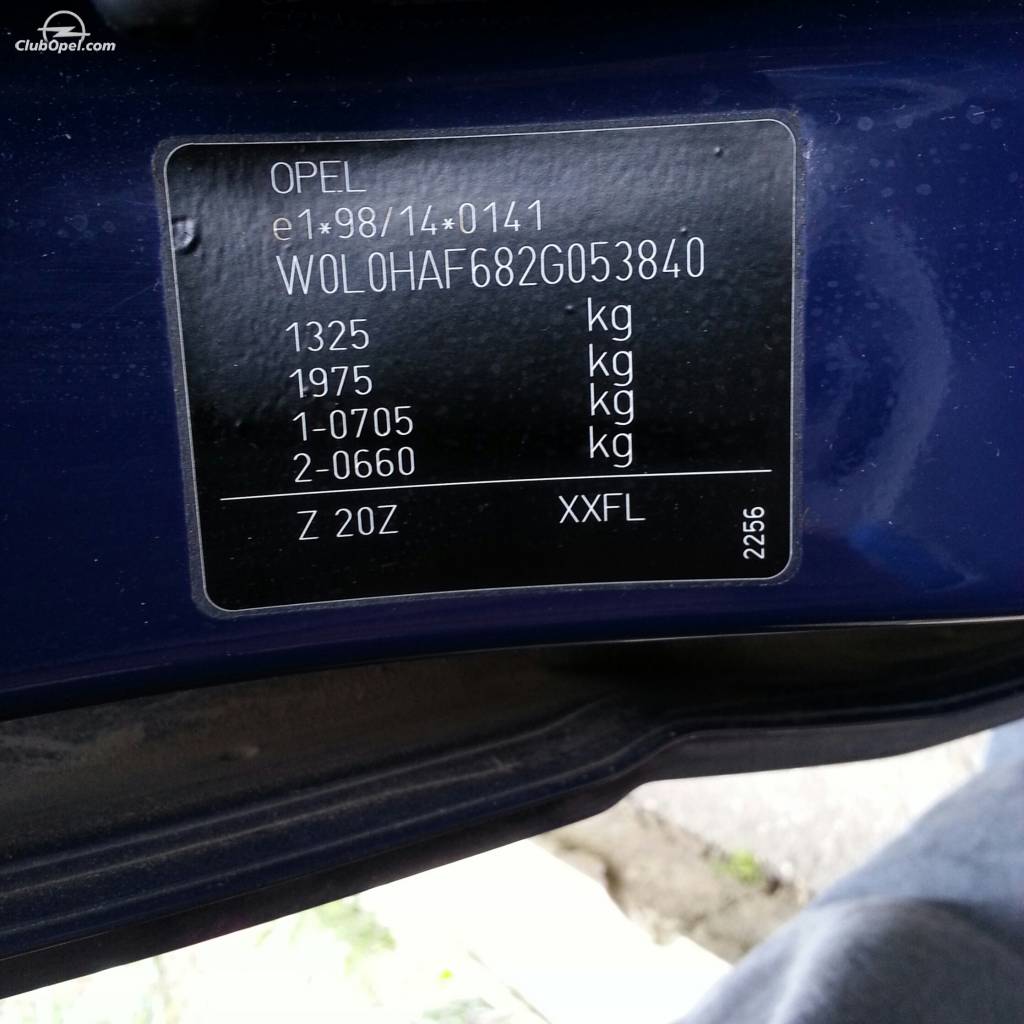 ClubOpel.com
OPEL
e1*98/14*0141
W0L0HAF682G053840
1325 kg
1975 kg
1-0705 kg
2-0660 kg
Z 20Z XXFL
2256